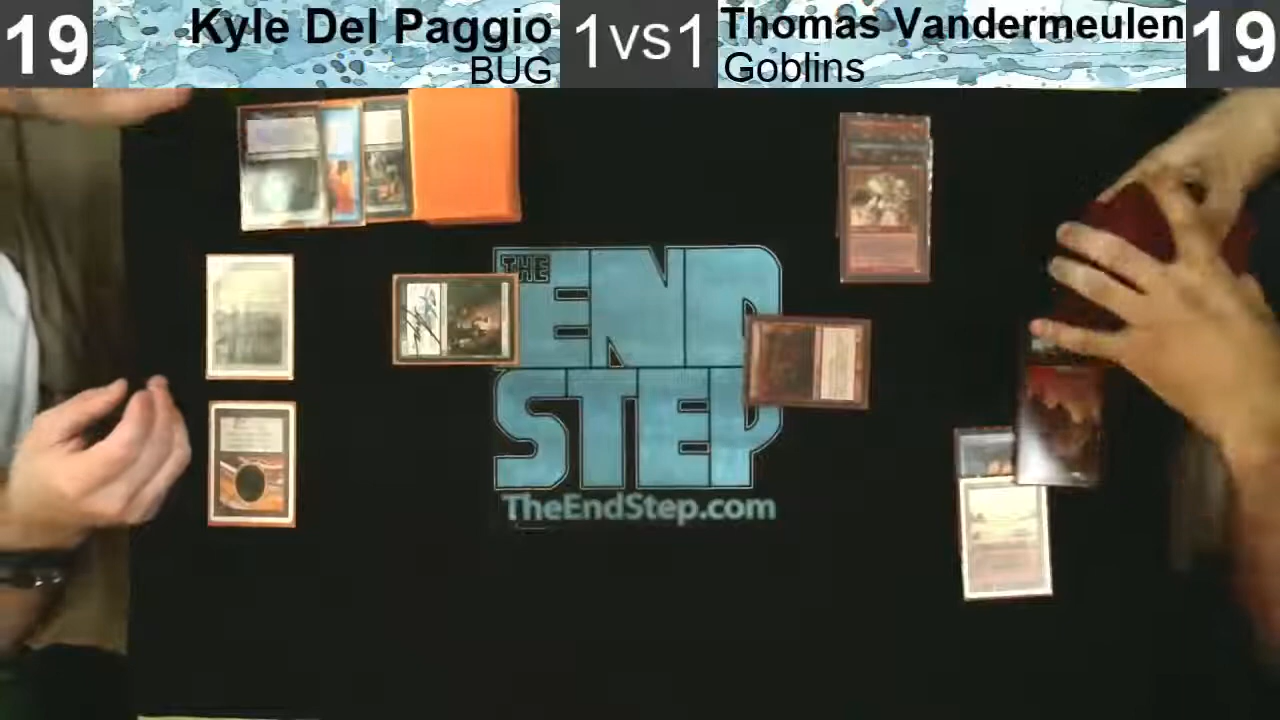 19
Kyle Del Paggio
BUG
1vs1
Thomas Vandermeulen
Goblins
19
THE
END
STEP
TheEndStep.com